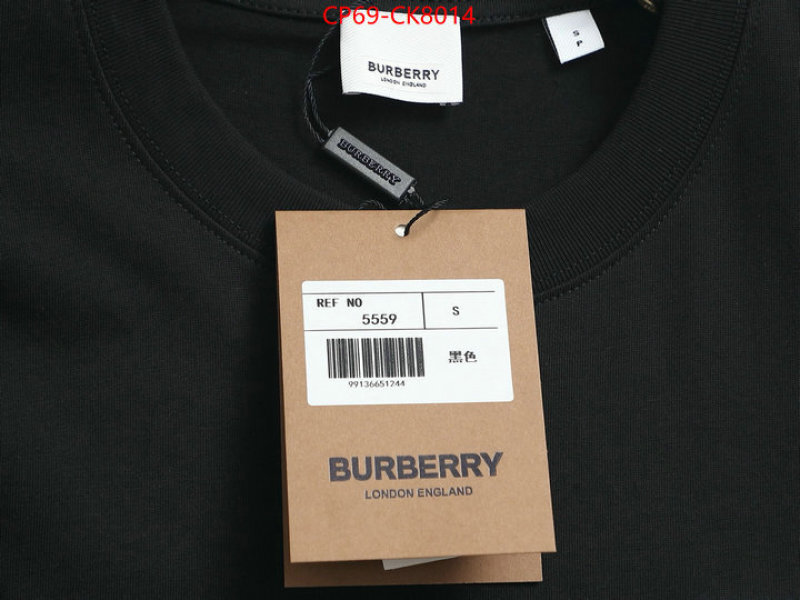 CP69-CK8014
BURBERRY
LONDON ENGLAND
S
P
BURBERRY
REF NO
5559
S
99136651244
黑色
BURBERRY
LONDON ENGLAND